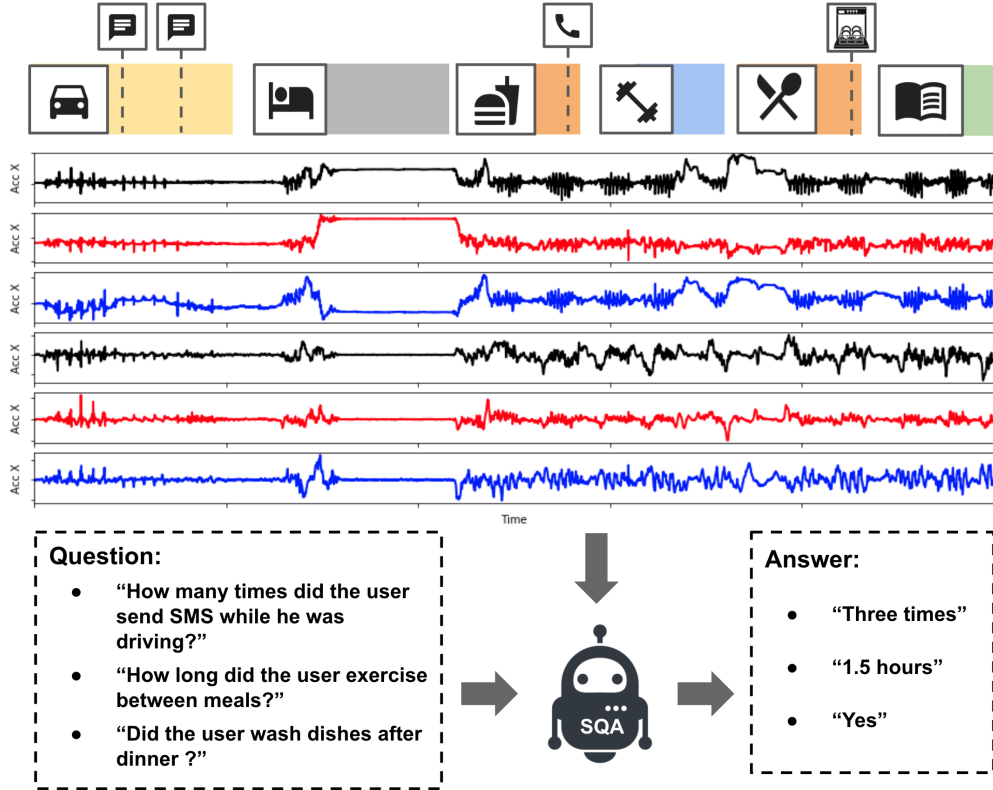 Acc X
Acc X
Acc X
Acc X
Acc X
Acc X
Time
Question:
● “How many times did the user
send SMS while he was
driving?”
● “How long did the user exercise
between meals?”
● “Did the user wash dishes after
dinner ?”
SQA
Answer:
● “Three times”
● “1.5 hours”
● “Yes”